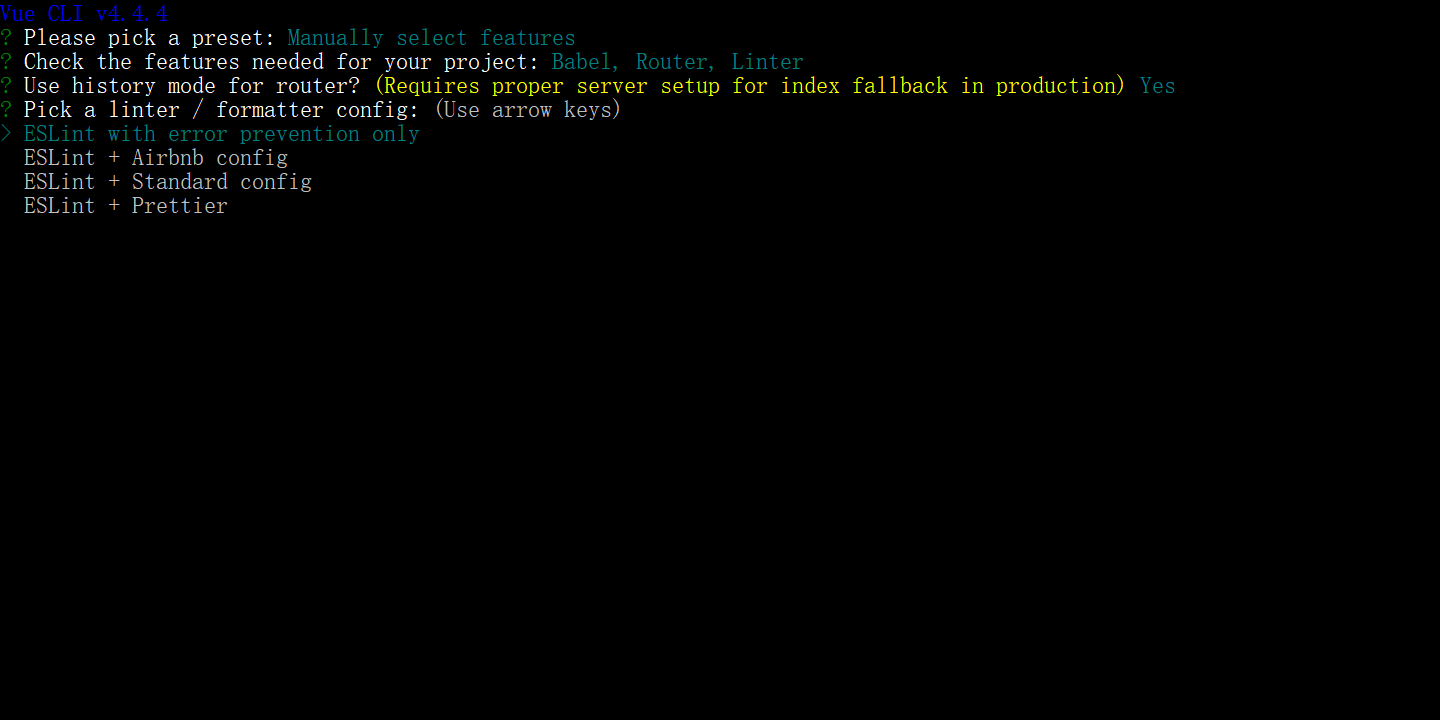 Vue CLI v4.4.4
? Please pick a preset: Manually select features
? Check the features needed for your project: Babel, Router, Linter
? Use history mode for router? (Requires proper server setup for index fallback in production) Yes
? Pick a linter / formatter config: (Use arrow keys)
> ESLint with error prevention only
  ESLint + Airbnb config
  ESLint + Standard config
  ESLint + Prettier